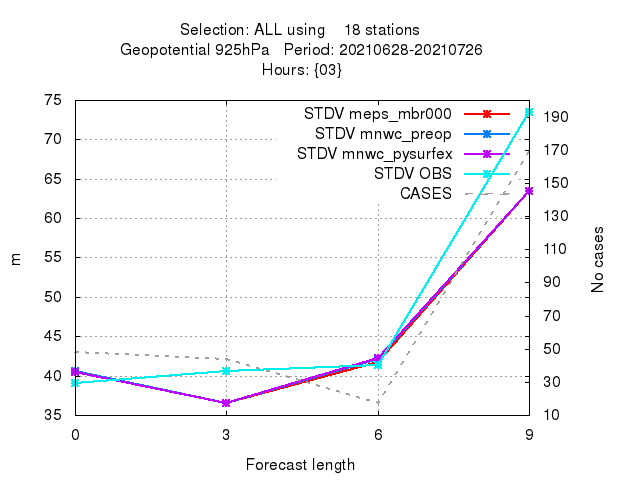 Selection: ALL using    18 stations
Geopotential 925hPa   Period: 20210628-20210726
Hours: {03}
75
70
65
60
55
50
45
40
35
m
STDV meps_mbr000
STDV mnwc_preop
STDV mnwc_pysurfex
STDV OBS
CASES
190
170
150
130
110
90
70
50
30
10
No cases
0 3 6 9
Forecast length